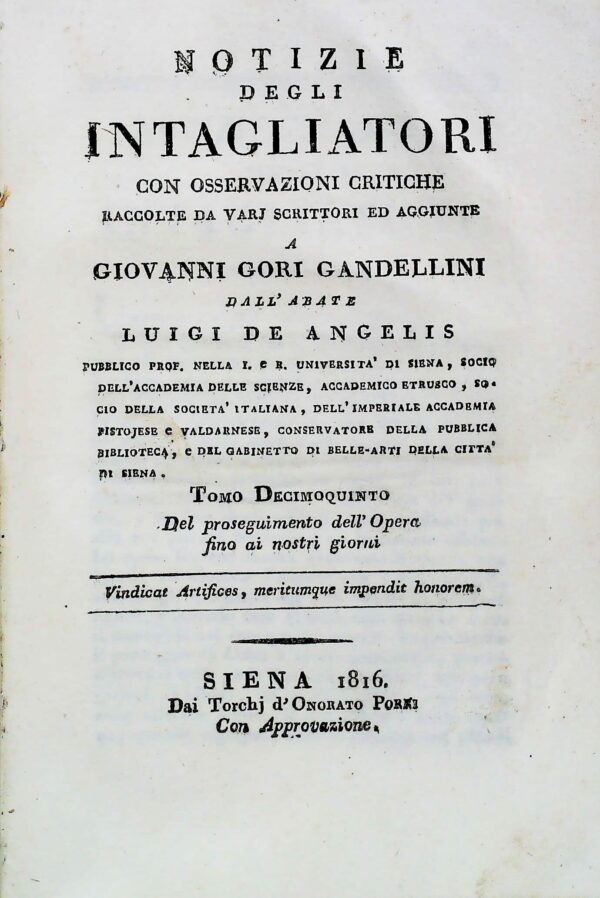 NOTIZIE
DEGLI
INTAGLIATORI
CON OSSERVAZIONI CRITICHE
RACCOLTE DA VARJ SCRITTORI ED AGGIUNTE
A
GIOVANNI GORI GANDELLINI
DALL' ABATE
LUIGI DE ANGELIS
PUBBLICO PROF. NELLA I. e R. UNIVERSITA' DI SIENA, SOCIO
DELL'ACCADEMIA DELLE SCIENZE, ACCADEMICO ETRUSCO, SO-
CIO DELLA SOCIETA' ITALIANA, DELL'IMPERIALE ACCADEMIA
PISTOJESE e VALDARNESE, CONSERVATORE DELLA PUBBLICA
BIBLIOTECA, e DEL GABINETTO DI BELLE-ARTI DELLA CITTA'
DI SIENA.
TOMO DECIMOQUINTO
Del proseguimento dell' Opera
fino ai nostri giorni
Vindicat Artifices, meritumque impendit honorem.
SIENA 1816.
Dai Torchj d' ONORATO PORRI
Con Approvazione.